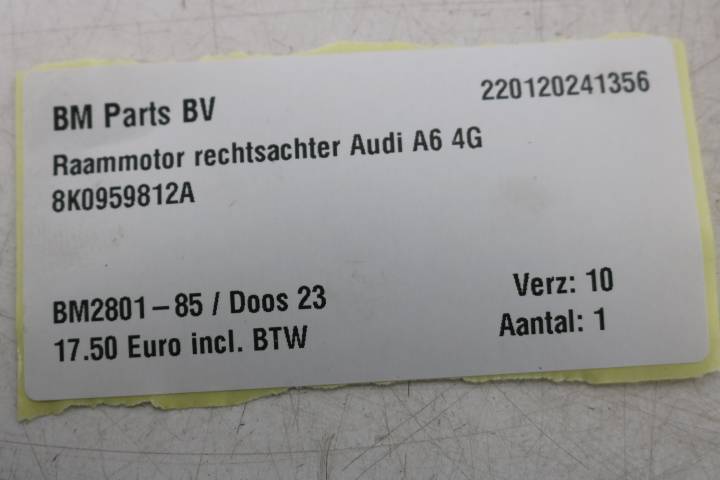 BM Parts BV 220120241356
Raammotor rechtsachter Audi A6 4G
8K0959812A
BM2801-85 / Doos 23 Verz: 10
17.50 Euro incl. BTW Aantal: 1